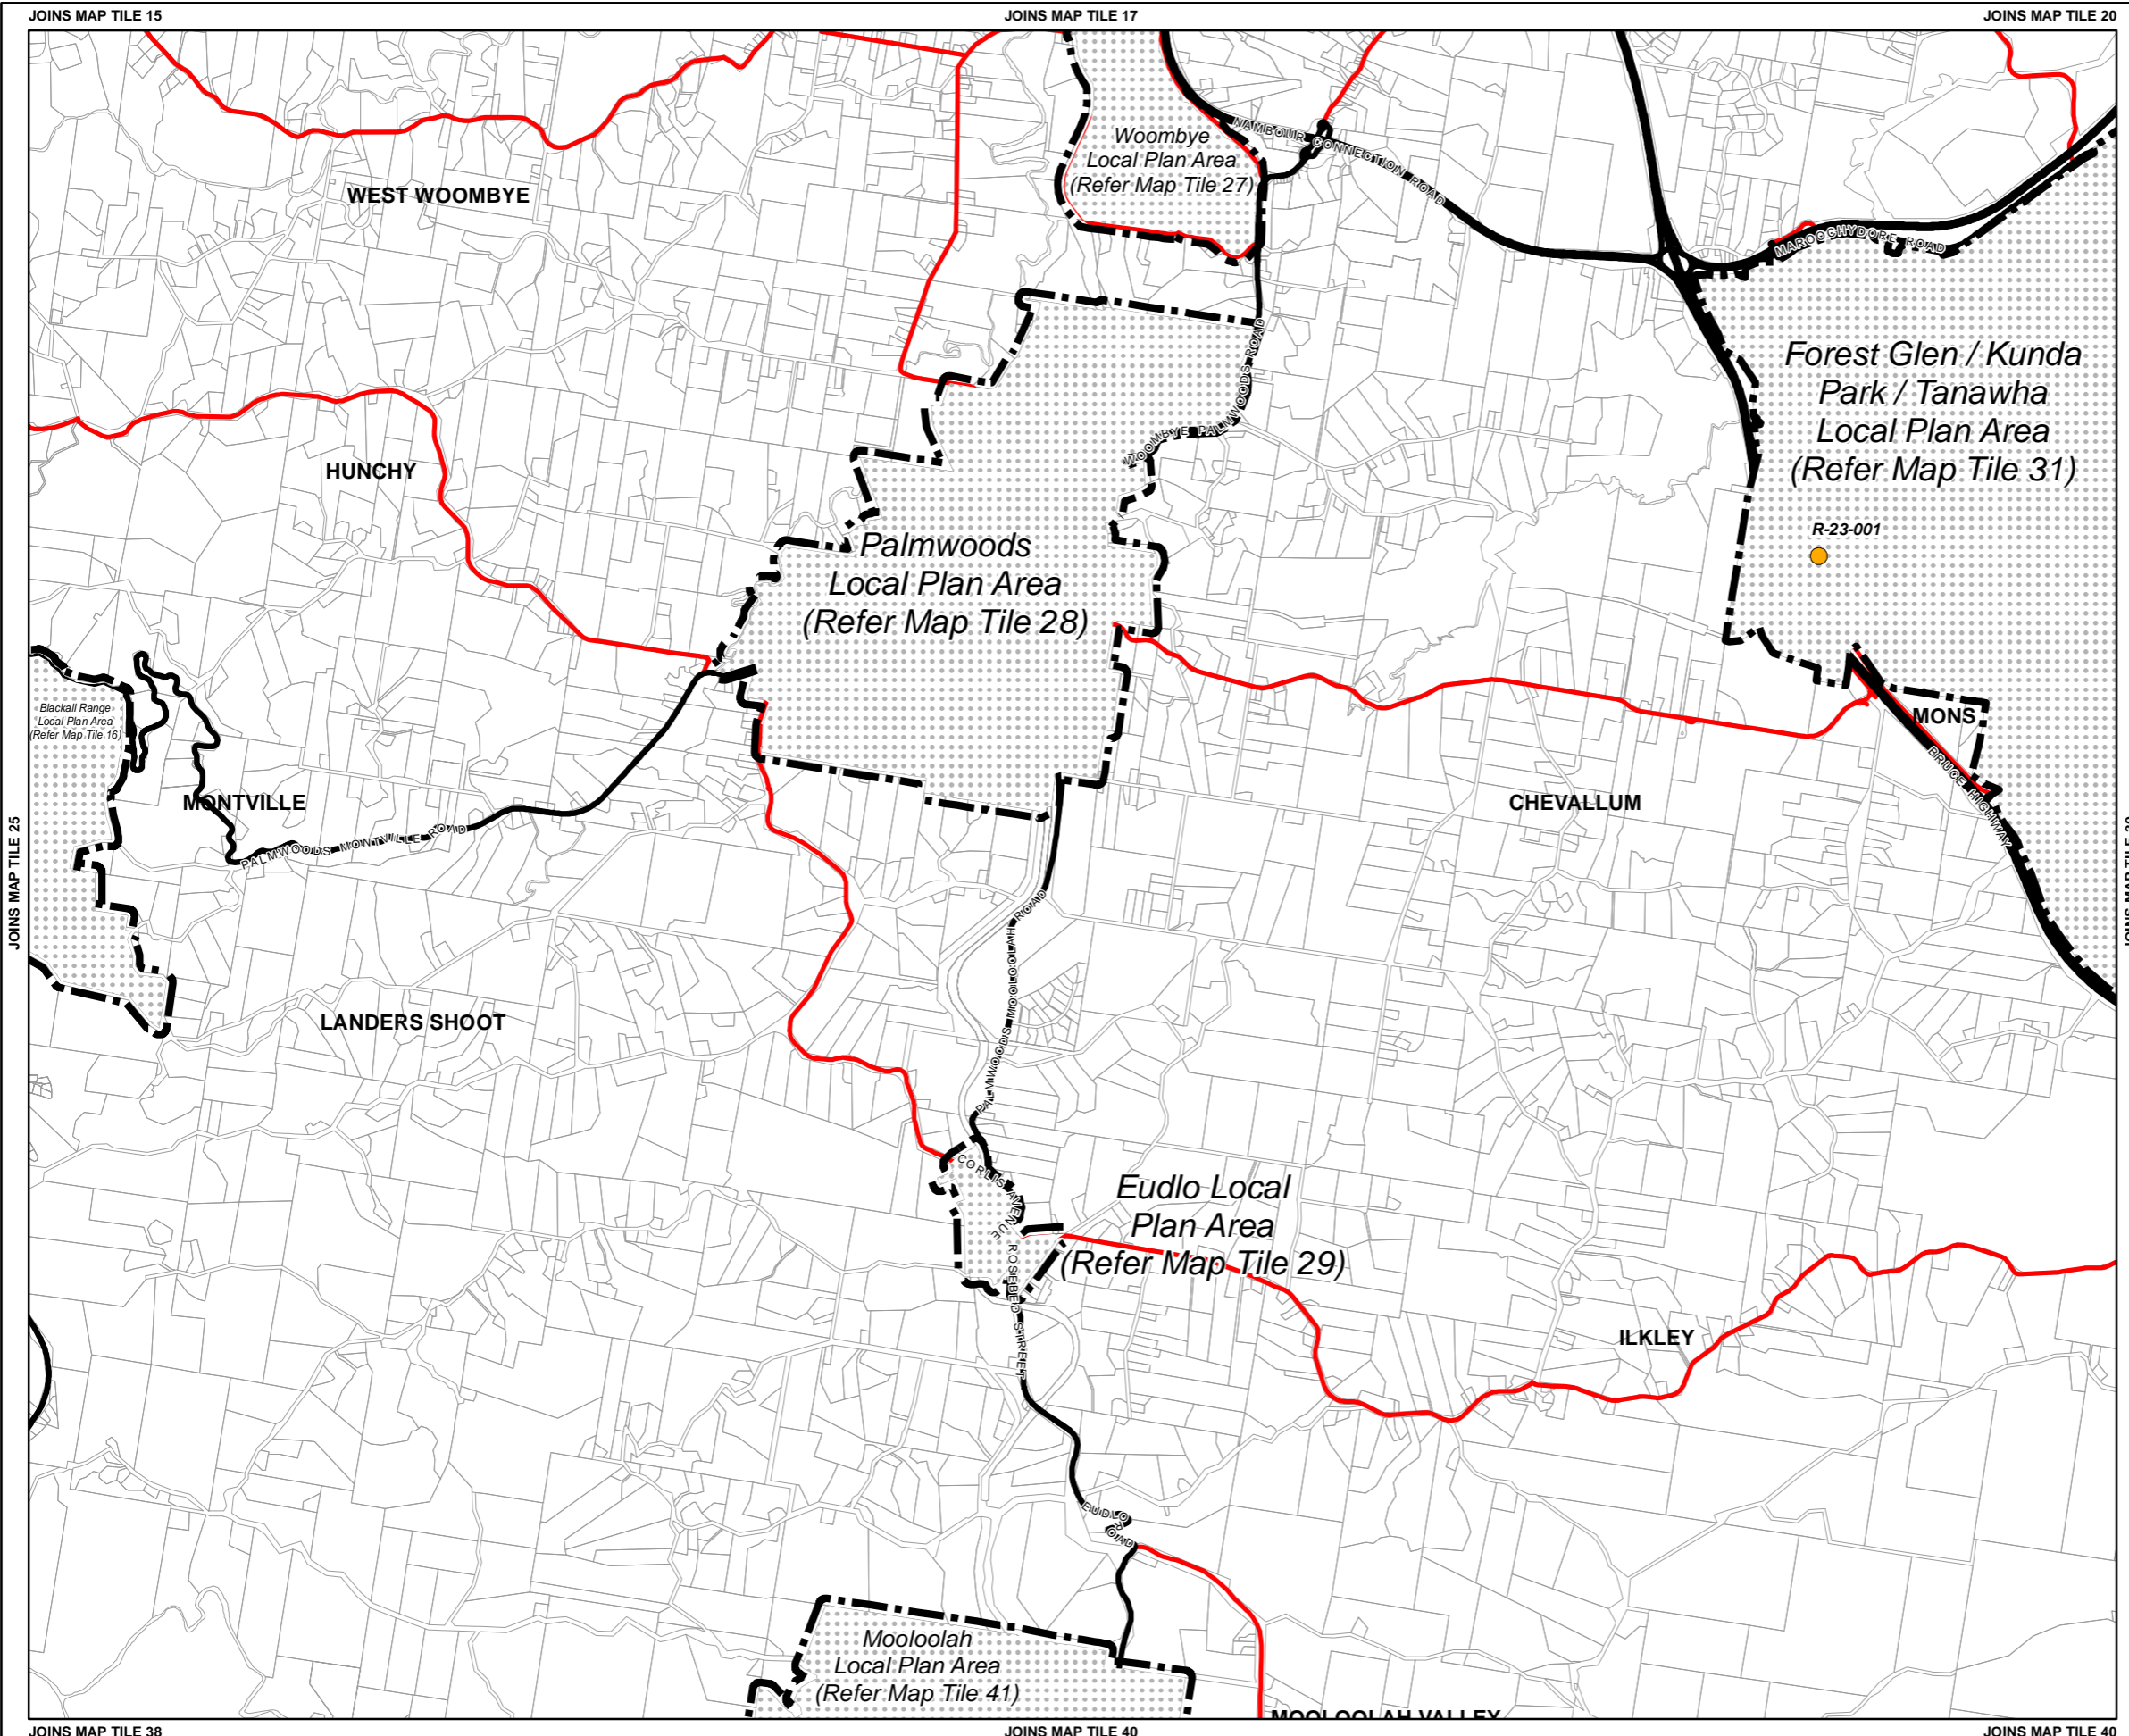 JOINS MAP TILE 15
JOINS MAP TILE 17
JOINS MAP TILE 20
Woombye
Local Plan Area
(Refer Map Tile 27)
NAMBOUR CONNECTION ROAD
WEST WOOMBYE
MAROOCHYDORE ROAD
Forest Glen / Kunda
Park / Tanawha
Local Plan Area
(Refer Map Tile 31)
WOOMBYE PALMWOODS ROAD
HUNCHY
R-23-001
Palmwoods
Local Plan Area
(Refer Map Tile 28)
Blackall Range
Local Plan Area
(Refer Map Tile 16)
MONS
BRUCE HIGHWAY
MONTVILLE
CHEVALLUM
PALMWOODS MONTVILLE ROAD
JOINS MAP TILE 25
JOINS MAP TILE
PALMWOODS MOOLOOLAH ROAD
LANDERS SHOOT
CORLIS AVENUE
Eudlo Local
Plan Area
(Refer Map Tile 29)
ROSEBED STREET
ILKLEY
EUDLO ROAD
Mooloolah
Local Plan Area
(Refer Map Tile 41)
MOOLOOLAH VALLEY
JOINS MAP TILE 38
JOINS MAP TILE 40
JOINS MAP TILE 40